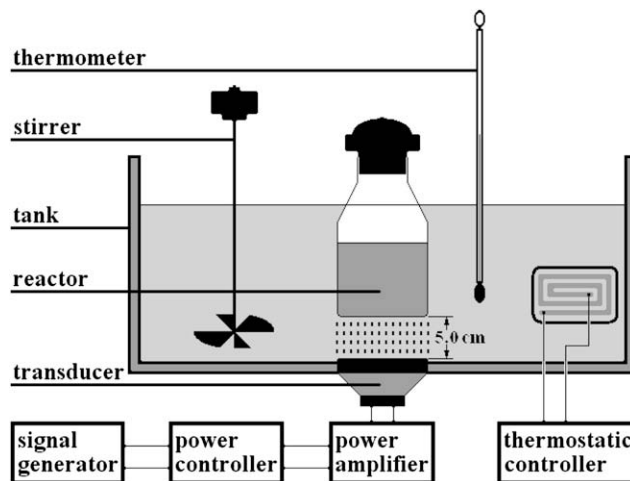 thermometer
stirrer
tank
reactor
5.0 cm
transducer
signal
generator
power
controller
power
amplifier
thermostatic
controller